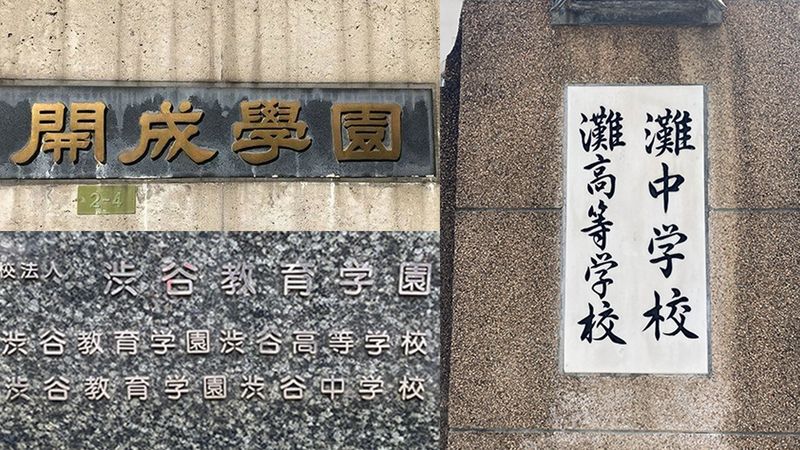 開成學園
2~4
校法人 渋谷教育学園
渋谷教育学園渋谷高等学校
渋谷教育学園渋谷中学校
灘中学校
灘高等学校